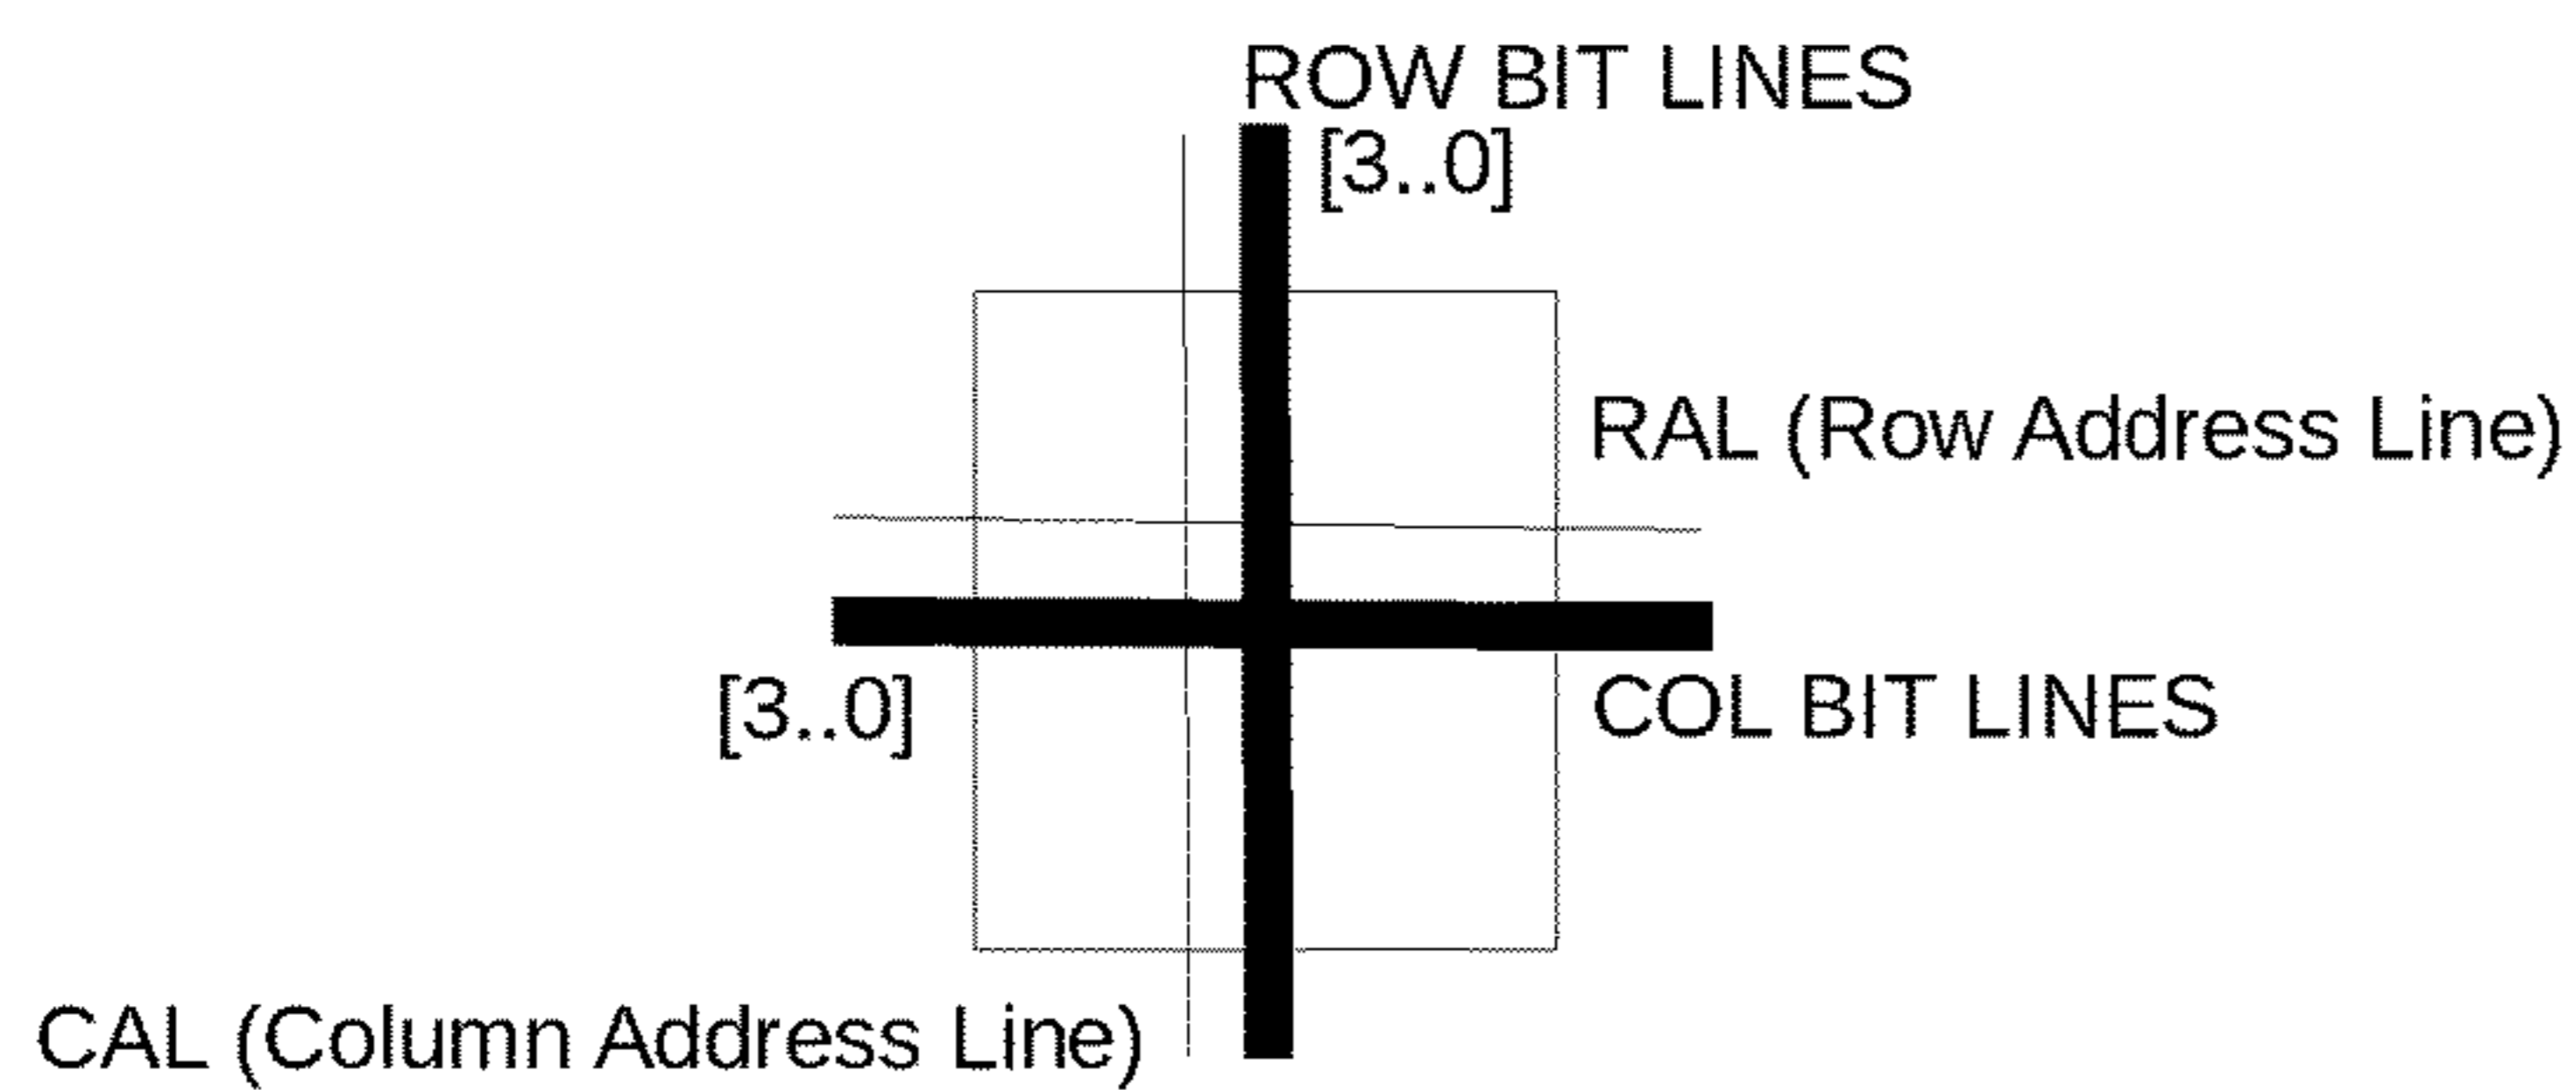 ROW BIT LINES
[3..0]
RAL (Row Address Line)
[3..0]
COL BIT LINES
CAL (Column Address Line)